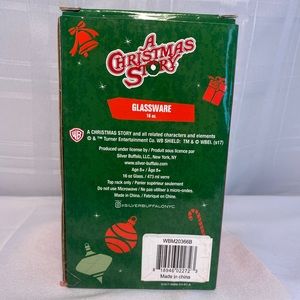 A
CHRISTMAS
STORY
GLASSWARE
16 oz
WB
A CHRISTMAS STORY and all related characters and elements
© & ™ Turner Entertainment Co. WB SHIELD: TM & © WBEI. (s17)
Produced under license by / Produit sous licence par
Silver Buffalo, LLC., New York, NY
www.silver-buffalo.com
Age 8+ / Âge 8+
16 oz Glass / 473 ml verre
Top rack only / Panier supérieur seulement
Do not use Microwave / Ne pas utiliser à micro-ondes.
Made in China / Fabriqué en Chine.
@SILVERBUFFALONYC
WBM20366B
Made in china